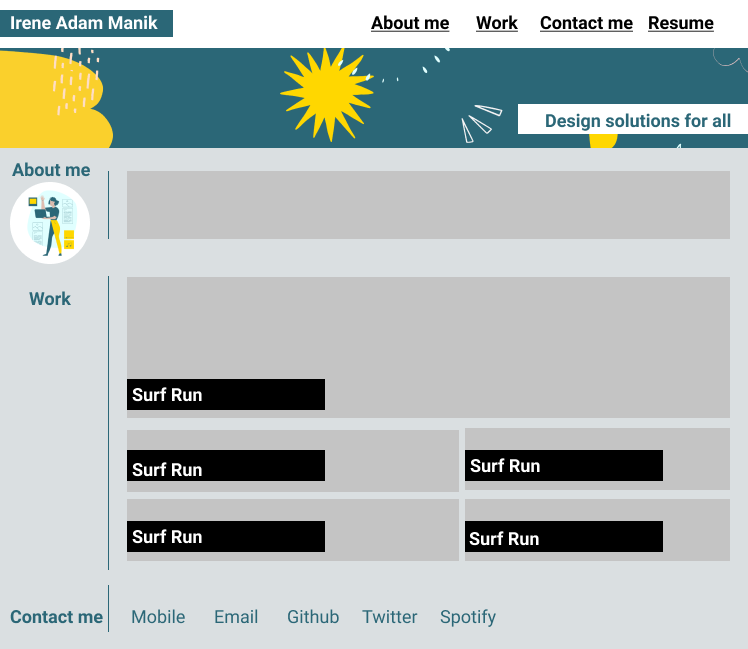 Irene Adam Manik
About me Work Contact me Resume
Design solutions for all
About me
Work
Surf Run
Surf Run Surf Run
Surf Run Surf Run
Contact me Mobile Email Github Twitter Spotify